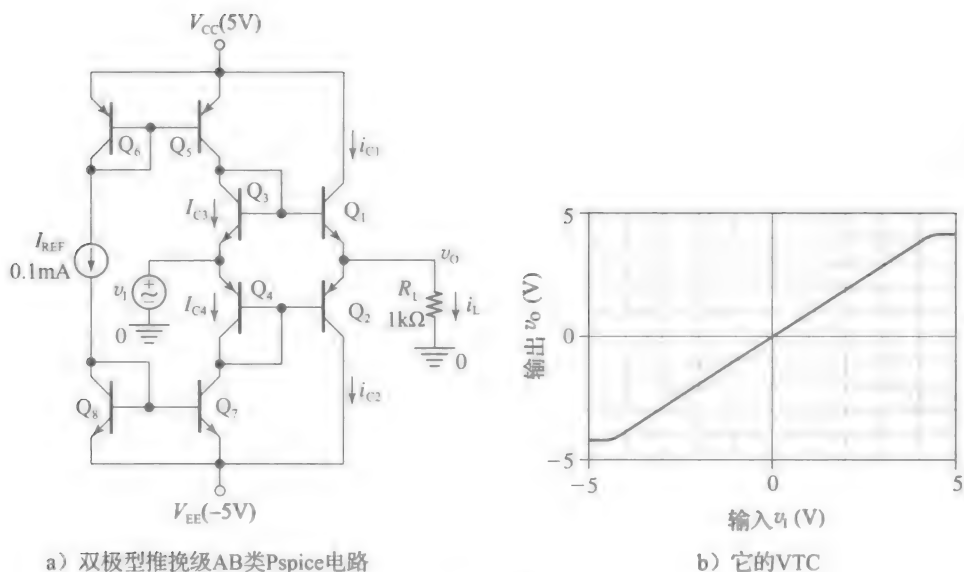 V_CC(5V)
Q_6
Q_5
i_C1
Q_3
I_C3
Q_1
I_REF
0.1mA
v_O
v_I
0
Q_4
I_C4
Q_2
R_L
1kΩ
i_L
0
Q_8
Q_7
i_C2
V_EE(−5V)
a）双极型推挽级AB类Pspice电路
5
0
−5
−5
0
5
输出 v_O (V)
输入v_I (V)
b）它的VTC